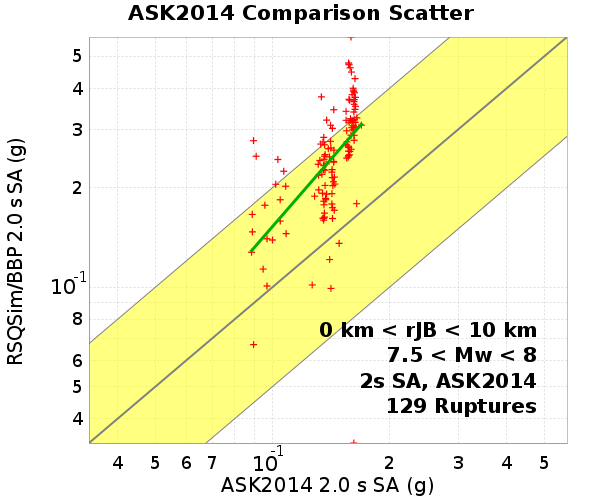 ASK2014 Comparison Scatter
RSQSim/BBP 2.0 s SA (g)
5
4
3
2
10-1
8
6
5
4
0 km < rJB < 10 km
7.5 < Mw < 8
2s SA, ASK2014
129 Ruptures
4 5 6 7 10-1 2 3 4 5
ASK2014 2.0 s SA (g)